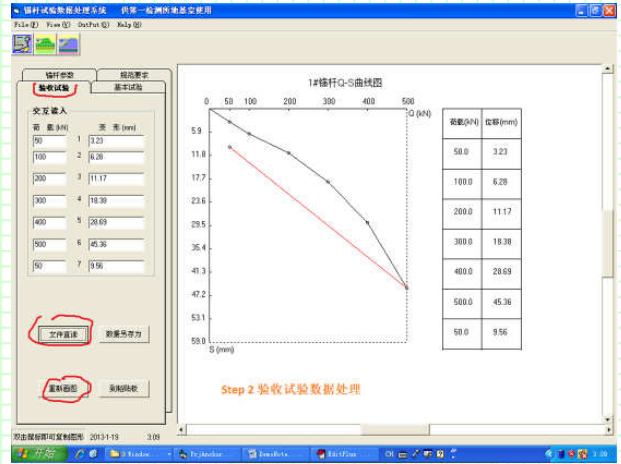 锚杆试验数据处理系统 供第一检测所地基室使用
File(F) View(V) OutPut(Q) Help(H)
锚杆参数 规范要求
验收试验 基本试验
交互读入
荷 载(kN) 变 形(mm)
50 1 3.23
100 2 6.28
200 3 11.17
300 4 18.38
400 5 28.69
500 6 45.36
50 7 9.56
文件直读 数据另存为
重新画图 到粘贴板
双击鼠标即可复制图形 2013-1-19 3:09
1#锚杆Q-S曲线图
0 50 100 200 300 400 500
Q (kN)
5.9
11.8
17.7
23.6
29.5
35.4
41.3
47.2
53.1
59.0
S (mm)
荷载(kN) 位移(mm)
50.0 3.23
100.0 6.28
200.0 11.17
300.0 18.38
400.0 28.69
500.0 45.36
50.0 9.56
Step 2 验收试验数据处理
开始 3 Window... PrjAnchor... DemoNote... EditPlus ... CH 3:09